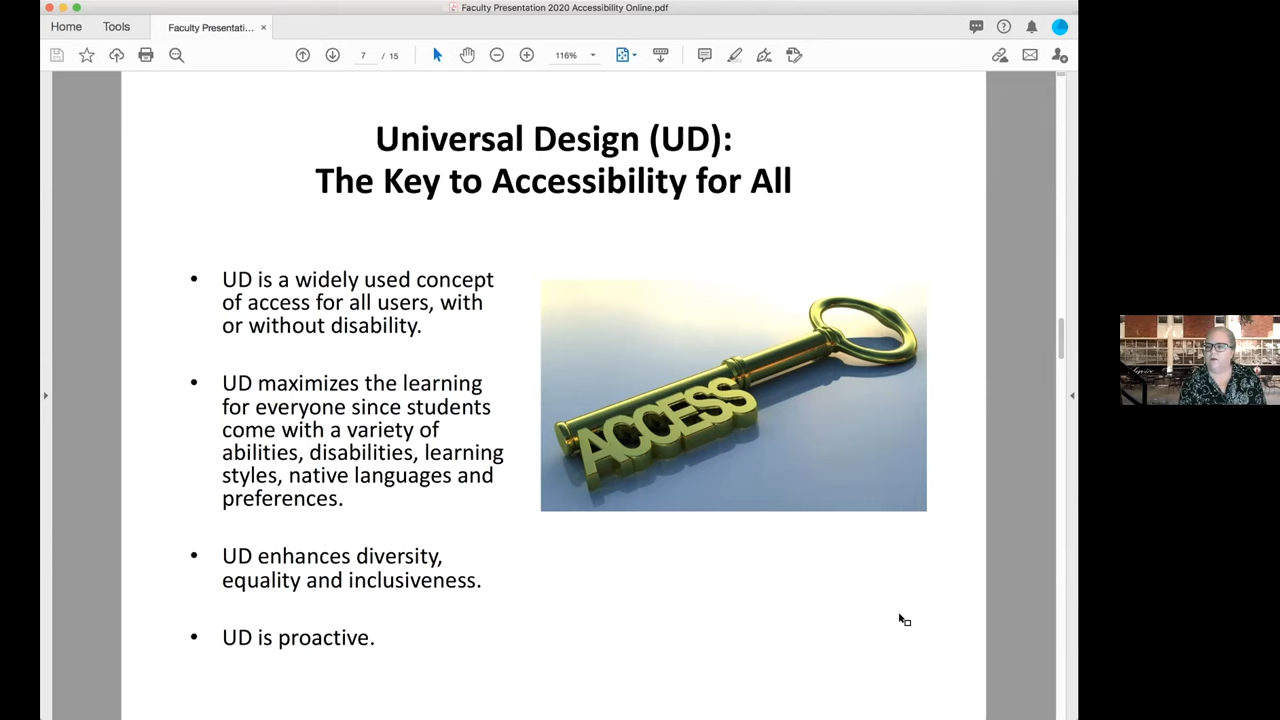 Faculty Presentation 2020 Accessibility Online.pdf
Home Tools Faculty Presentati... ×
7 / 15 116%
Universal Design (UD):
The Key to Accessibility for All
• UD is a widely used concept
of access for all users, with
or without disability.
• UD maximizes the learning
for everyone since students
come with a variety of
abilities, disabilities, learning
styles, native languages and
preferences.
• UD enhances diversity,
equality and inclusiveness.
• UD is proactive.
ACCESS